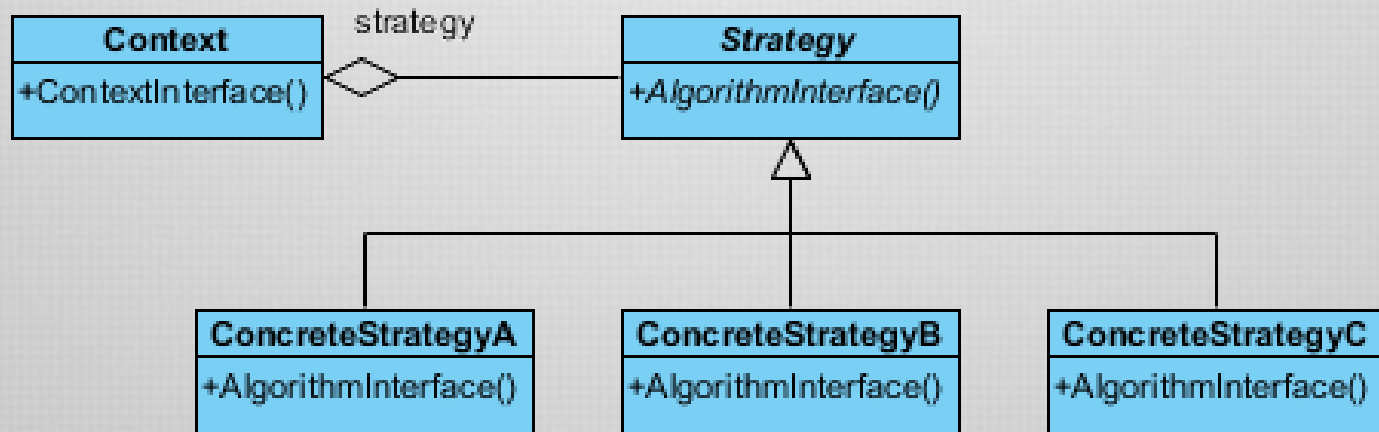 strategy
Context
+ContextInterface()
Strategy
+AlgorithmInterface()
ConcreteStrategyA
+AlgorithmInterface()
ConcreteStrategyB
+AlgorithmInterface()
ConcreteStrategyC
+AlgorithmInterface()